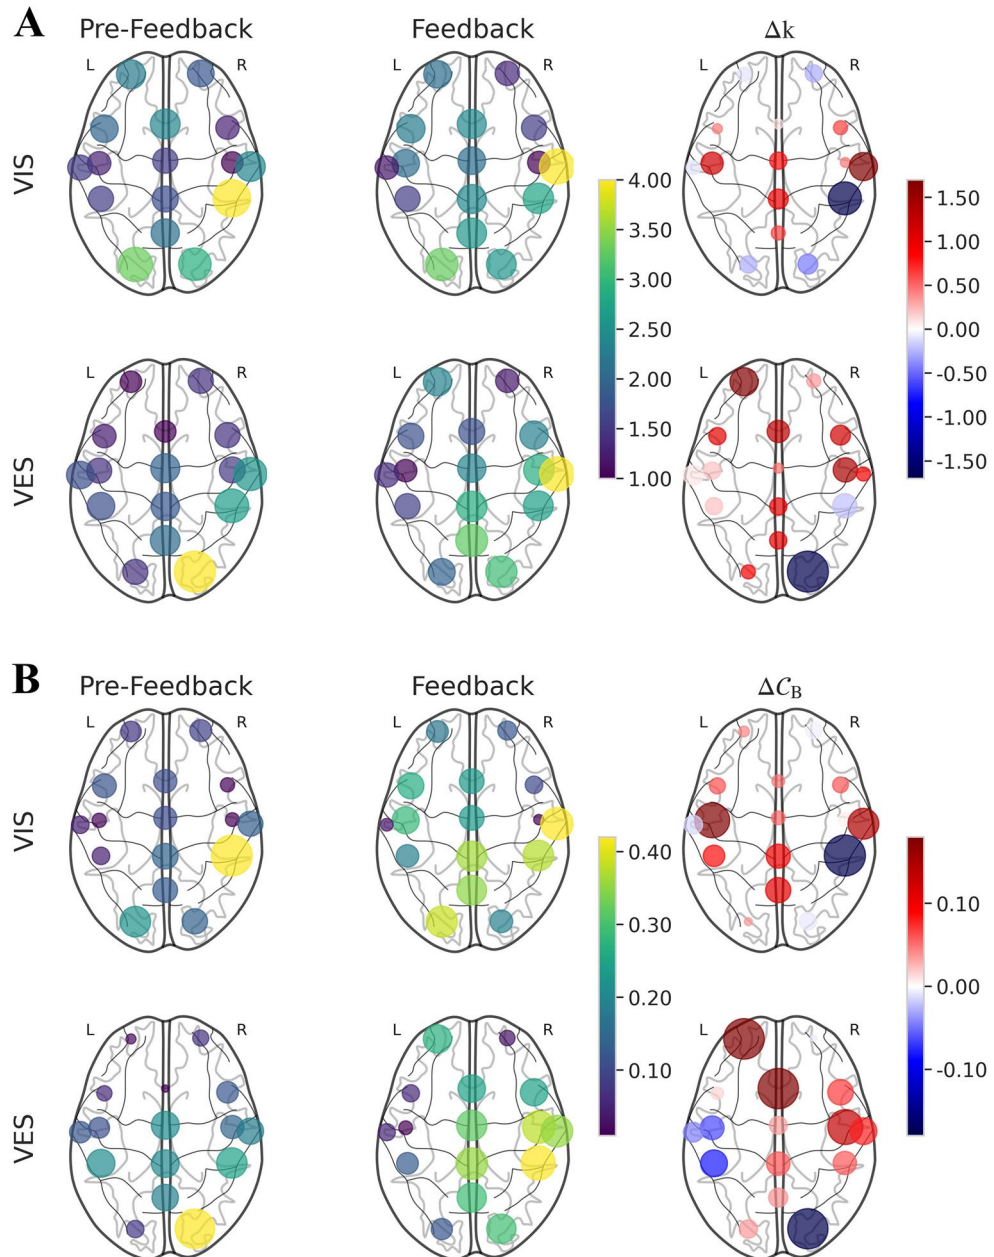 A
Pre-Feedback Feedback Δk
L R L R L R
VIS
4.00
3.50
3.00
2.50
2.00
1.50
1.00
1.50
1.00
0.50
0.00
-0.50
-1.00
-1.50
L R L R L R
VES
B
Pre-Feedback Feedback Δ𝒞B
L R L R L R
VIS
0.40
0.30
0.20
0.10
0.10
0.00
-0.10
L R L R L R
VES